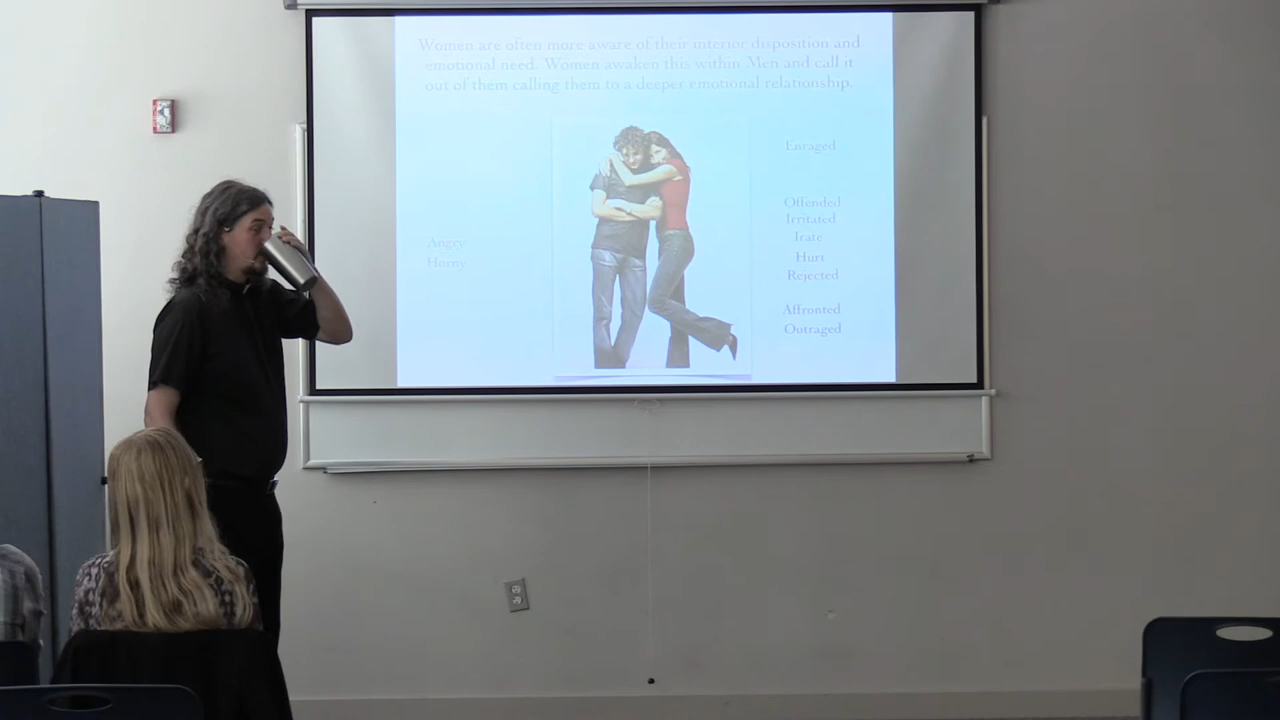 Women are often more aware of their interior disposition and
emotional need. Women awaken this within Men and call it
out of them calling them to a deeper emotional relationship.
Enraged
Offended
Irritated
Irate
Hurt
Rejected
Affronted
Outraged
Angry
Horny